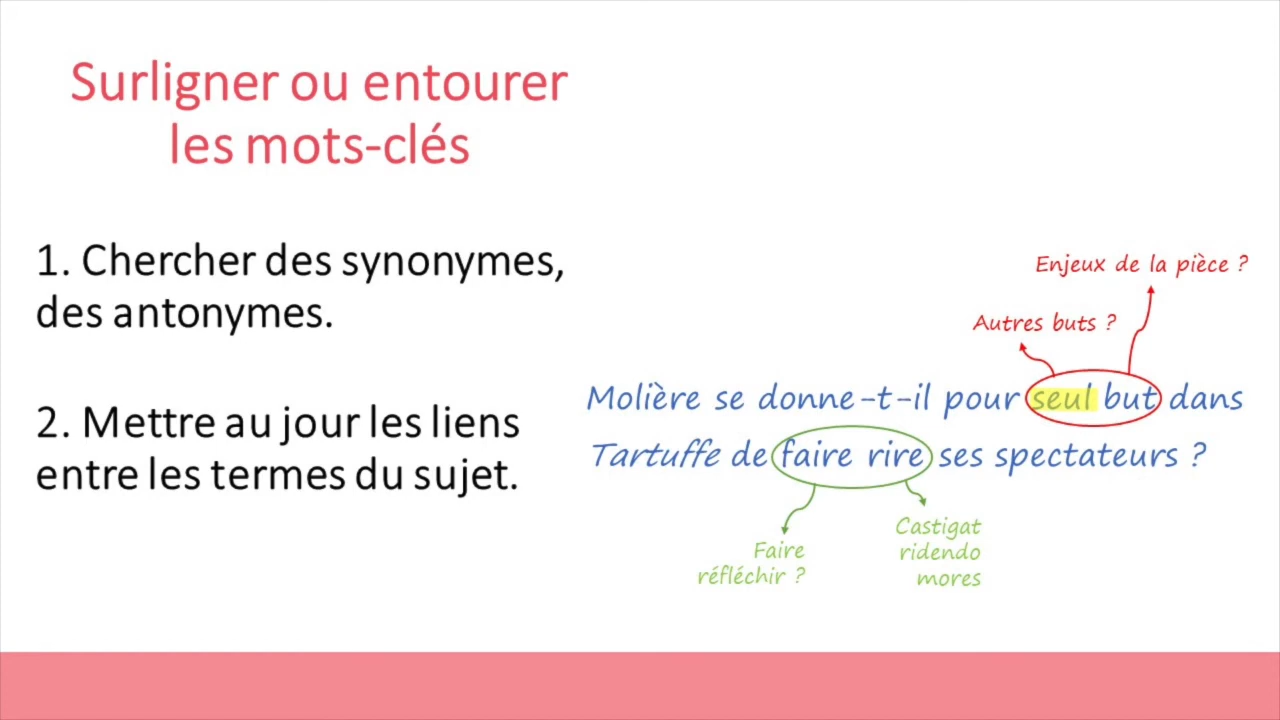 Surligner ou entourer
les mots-clés
1. Chercher des synonymes,
des antonymes.
2. Mettre au jour les liens
entre les termes du sujet.
Enjeux de la pièce ?
Autres buts ?
Molière se donne-t-il pour seul but dans
Tartuffe de faire rire ses spectateurs ?
Faire
réfléchir ?
Castigat
ridendo
mores